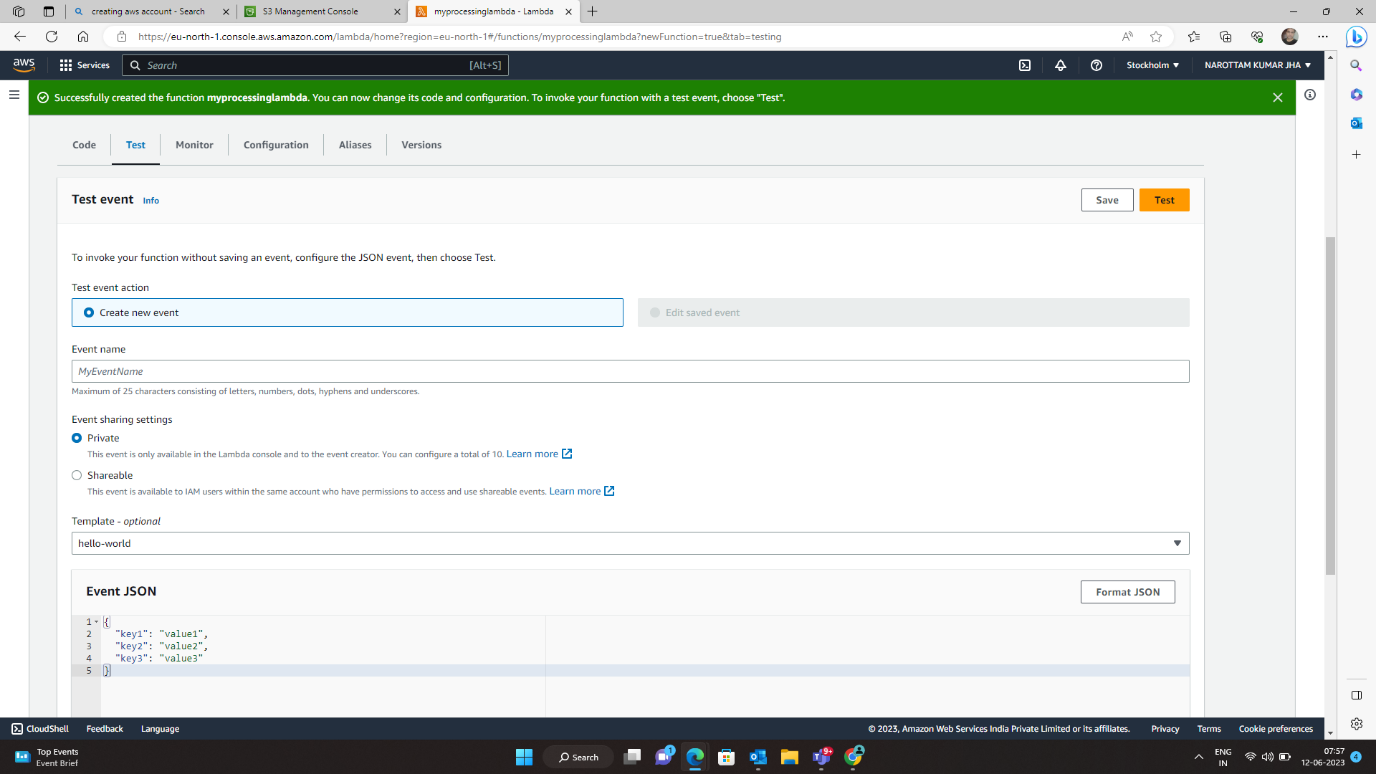 creating aws account - Search
S3 Management Console
myprocessinglambda - Lambda
https://eu-north-1.console.aws.amazon.com/lambda/home?region=eu-north-1#/functions/myprocessinglambda?newFunction=true&tab=testing
aws
Services
Search
[Alt+S]
Stockholm
NAROTTAM KUMAR JHA
Successfully created the function myprocessinglambda. You can now change its code and configuration. To invoke your function with a test event, choose "Test".
Code
Test
Monitor
Configuration
Aliases
Versions
Test event Info
Save
Test
To invoke your function without saving an event, configure the JSON event, then choose Test.
Test event action
Create new event
Edit saved event
Event name
MyEventName
Maximum of 25 characters consisting of letters, numbers, dots, hyphens and underscores.
Event sharing settings
Private
This event is only available in the Lambda console and to the event creator. You can configure a total of 10. Learn more
Shareable
This event is available to IAM users within the same account who have permissions to access and use shareable events. Learn more
Template - optional
hello-world
Event JSON
Format JSON
1 {
2 "key1": "value1",
3 "key2": "value2",
4 "key3": "value3"
5 }
CloudShell
Feedback
Language
© 2023, Amazon Web Services India Private Limited or its affiliates.
Privacy
Terms
Cookie preferences
Top Events
Event Brief
Search
1
9+
ENG
IN
07:57
12-06-2023
4